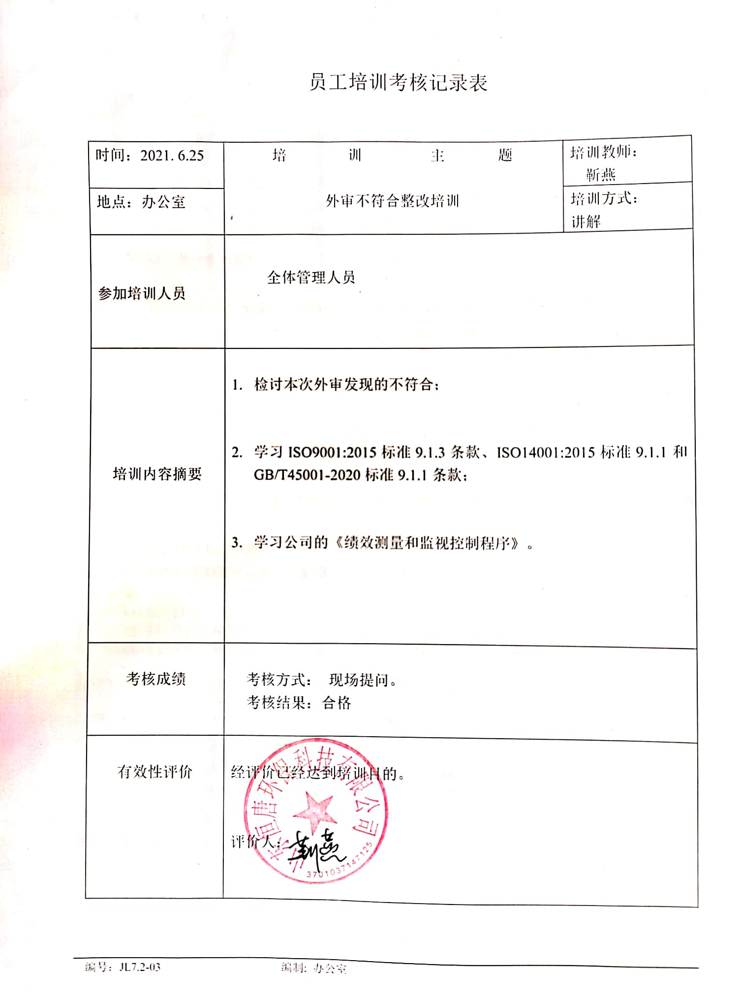 员工培训考核记录表
时间：2021. 6.25
培 训 主 题
培训教师：
靳燕
地点：办公室
外审不符合整改培训
培训方式：
讲解
参加培训人员
全体管理人员
培训内容摘要
1. 检讨本次外审发现的不符合；
2. 学习 ISO9001:2015 标准 9.1.3 条款、ISO14001:2015 标准 9.1.1 和
GB/T45001-2020 标准 9.1.1 条款；
3. 学习公司的《绩效测量和监视控制程序》。
考核成绩
考核方式： 现场提问。
考核结果：合格
有效性评价
经评价已经达到培训目的。
评价人：靳燕
山东恒唐环保科技有限公司
3701037147125
编号：JL7.2-03
编制: 办公室